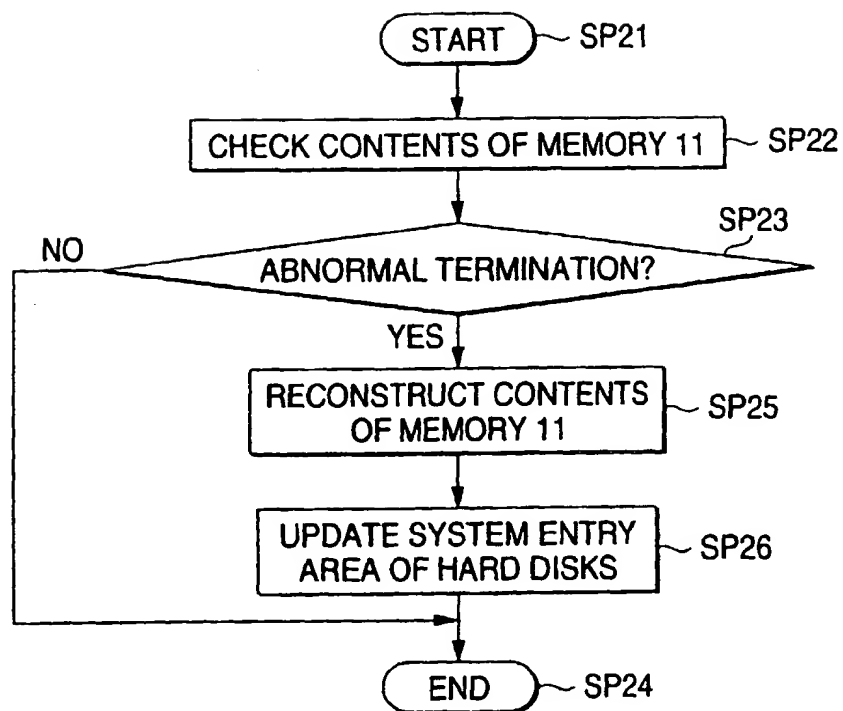 START
SP21
CHECK CONTENTS OF MEMORY 11
SP22
SP23
NO
ABNORMAL TERMINATION?
YES
RECONSTRUCT CONTENTS
OF MEMORY 11
SP25
UPDATE SYSTEM ENTRY
AREA OF HARD DISKS
SP26
END
SP24